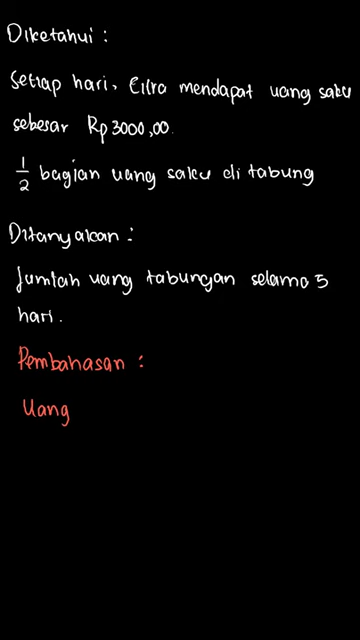 Diketahui :
Setiap hari, Citra mendapat uang saku
sebesar Rp 3000,00.
1/2 bagian uang saku di tabung
Ditanyakan :
Jumlah uang tabungan selama 5
hari.
Pembahasan :
Uang